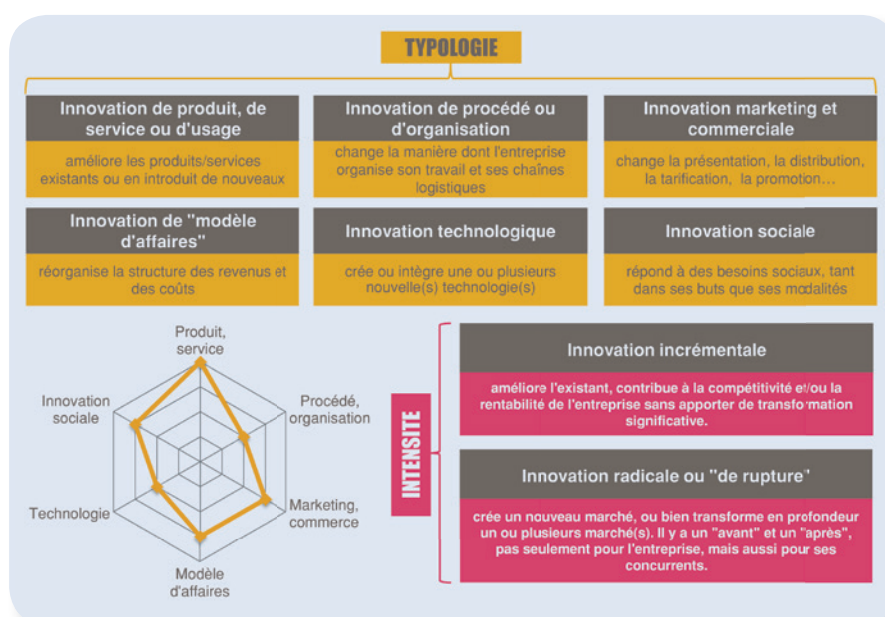 TYPOLOGIE
Innovation de produit, de
service ou d'usage
améliore les produits/services
existants ou en introduit de nouveaux
Innovation de procédé ou
d'organisation
change la manière dont l'entreprise
organise son travail et ses chaînes
logistiques
Innovation marketing et
commerciale
change la présentation, la distribution,
la tarification, la promotion…
Innovation de "modèle
d'affaires"
réorganise la structure des revenus et
des coûts
Innovation technologique
crée ou intègre une ou plusieurs
nouvelle(s) technologie(s)
Innovation sociale
répond à des besoins sociaux, tant
dans ses buts que ses modalités
Produit,
service
Procédé,
organisation
Marketing,
commerce
Modèle
d'affaires
Technologie
Innovation
sociale
INTENSITE
Innovation incrémentale
améliore l'existant, contribue à la compétitivité et/ou la
rentabilité de l'entreprise sans apporter de transformation
significative.
Innovation radicale ou "de rupture"
crée un nouveau marché, ou bien transforme en profondeur
un ou plusieurs marché(s). Il y a un "avant" et un "après",
pas seulement pour l'entreprise, mais aussi pour ses
concurrents.